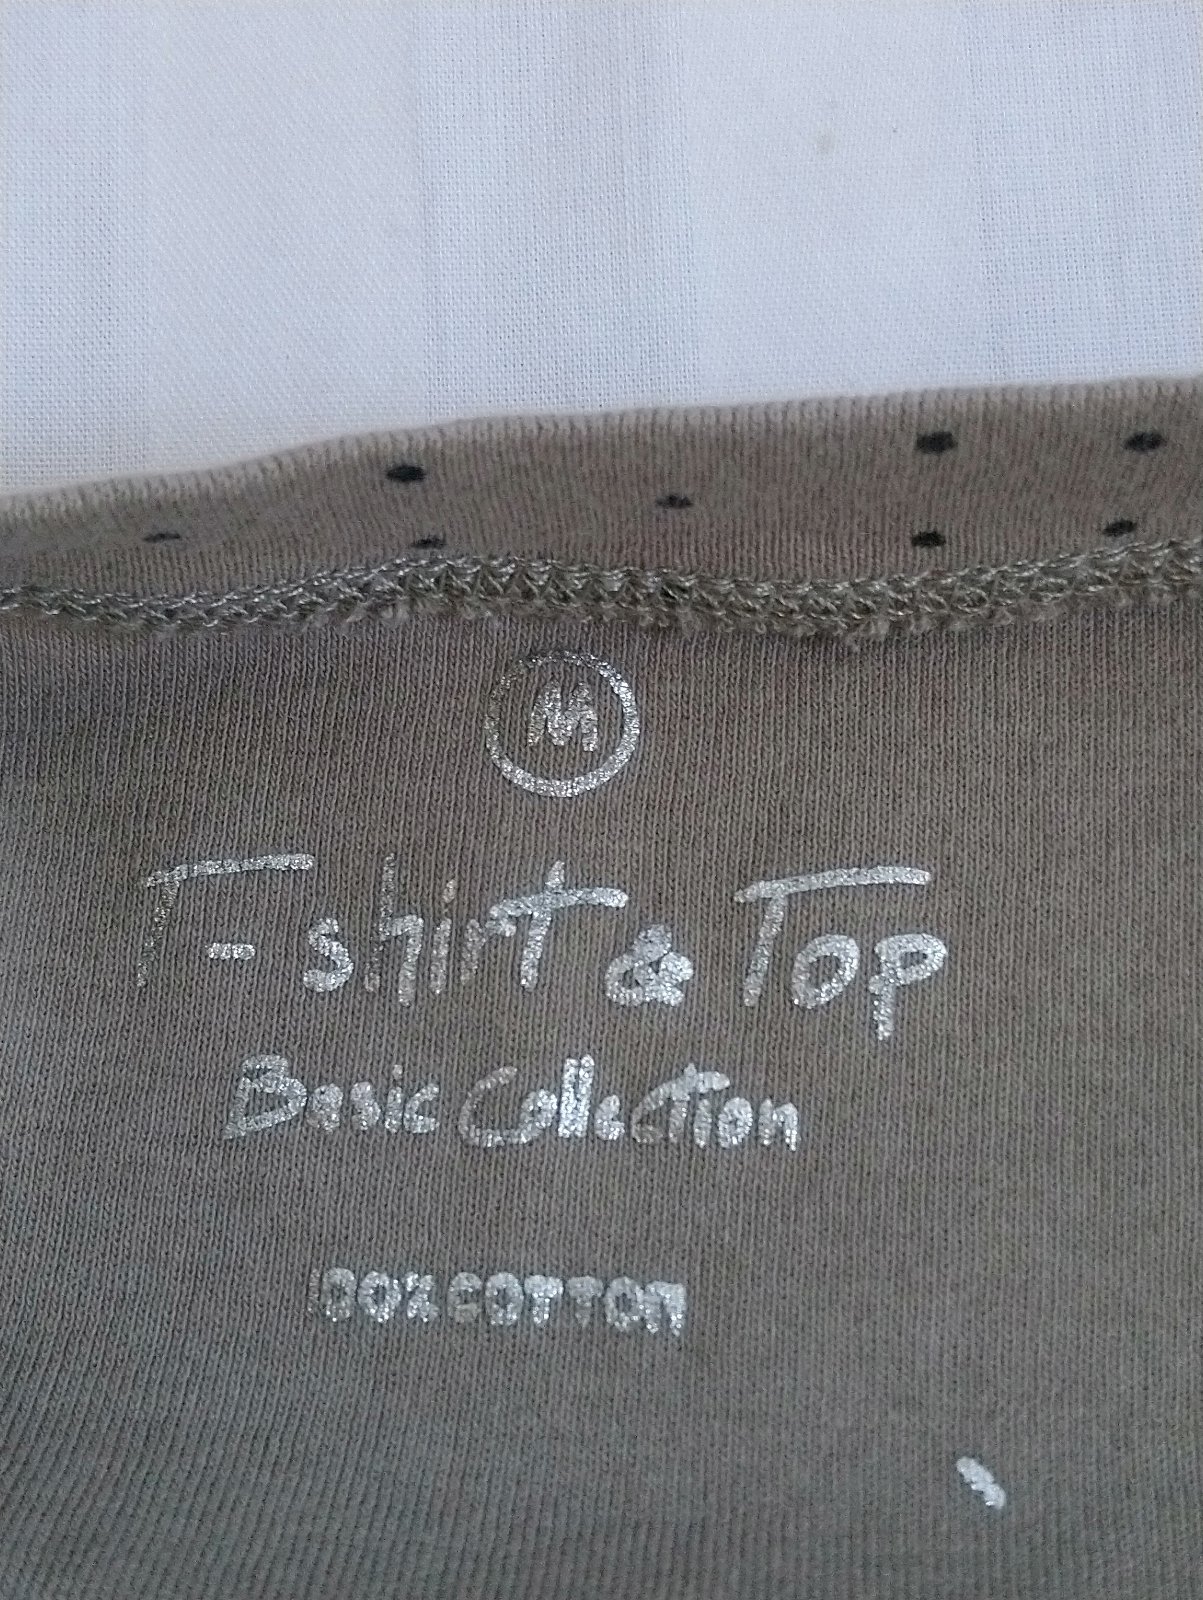 M
T-shirt & Top
Basic Collection
100% COTTON